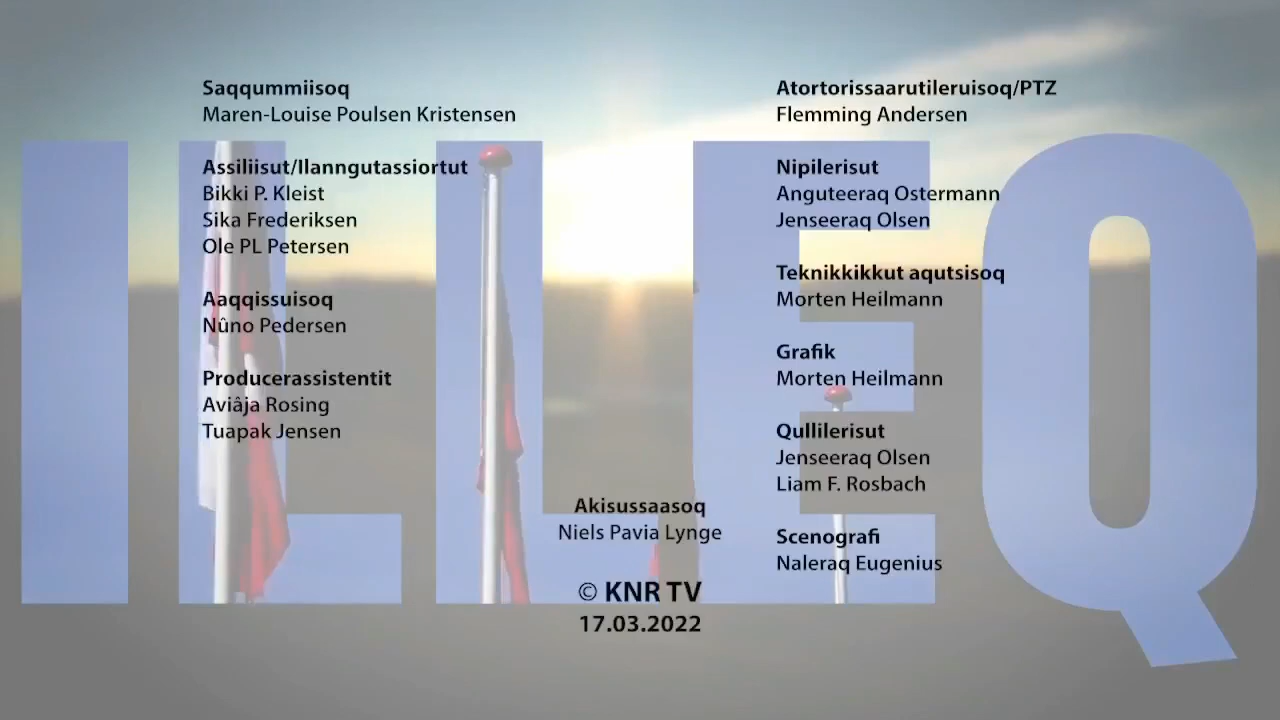 Saqqummiisoq
Maren-Louise Poulsen Kristensen
Assiliisut/Ilanngutassiortut
Bikki P. Kleist
Sika Frederiksen
Ole PL Petersen
Aaqqissuisoq
Nûno Pedersen
Producerassistentit
Aviâja Rosing
Tuapak Jensen
Atortorissaarutileruisoq/PTZ
Flemming Andersen
Nipilerisut
Anguteeraq Ostermann
Jenseeraq Olsen
Teknikkikkut aqutsisoq
Morten Heilmann
Grafik
Morten Heilmann
Qullilerisut
Jenseeraq Olsen
Liam F. Rosbach
Scenografi
Naleraq Eugenius
Akisussaasoq
Niels Pavia Lynge
© KNR TV
17.03.2022
ILLEQ